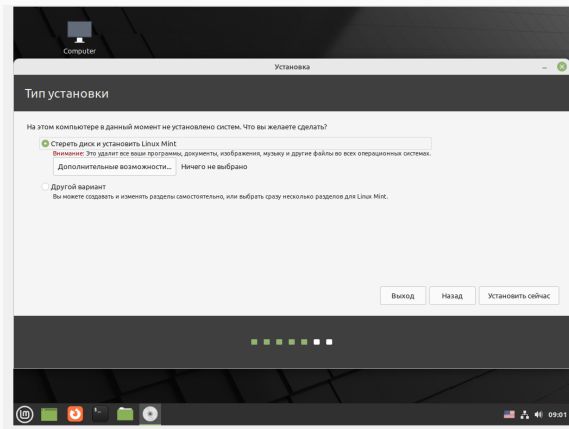 Computer
Установка
Тип установки
На этом компьютере в данный момент не установлено систем. Что вы желаете сделать?
Стереть диск и установить Linux Mint
Внимание: Это удалит все ваши программы, документы, изображения, музыку и другие файлы во всех операционных системах.
Дополнительные возможности... Ничего не выбрано
Другой вариант
Вы можете создавать и изменять разделы самостоятельно, или выбрать сразу несколько разделов для Linux Mint.
Выход Назад Установить сейчас
09:01